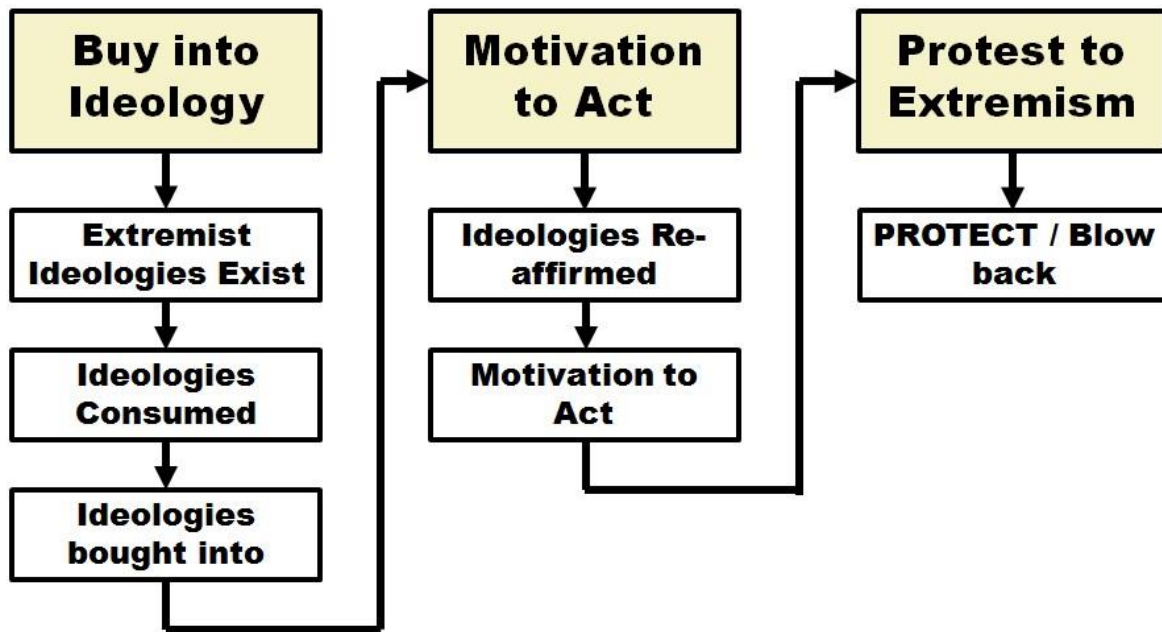 Buy into
Ideology
Extremist
Ideologies Exist
Ideologies
Consumed
Ideologies
bought into
Motivation
to Act
Ideologies Re-
affirmed
Motivation to
Act
Protest to
Extremism
PROTECT / Blow
back